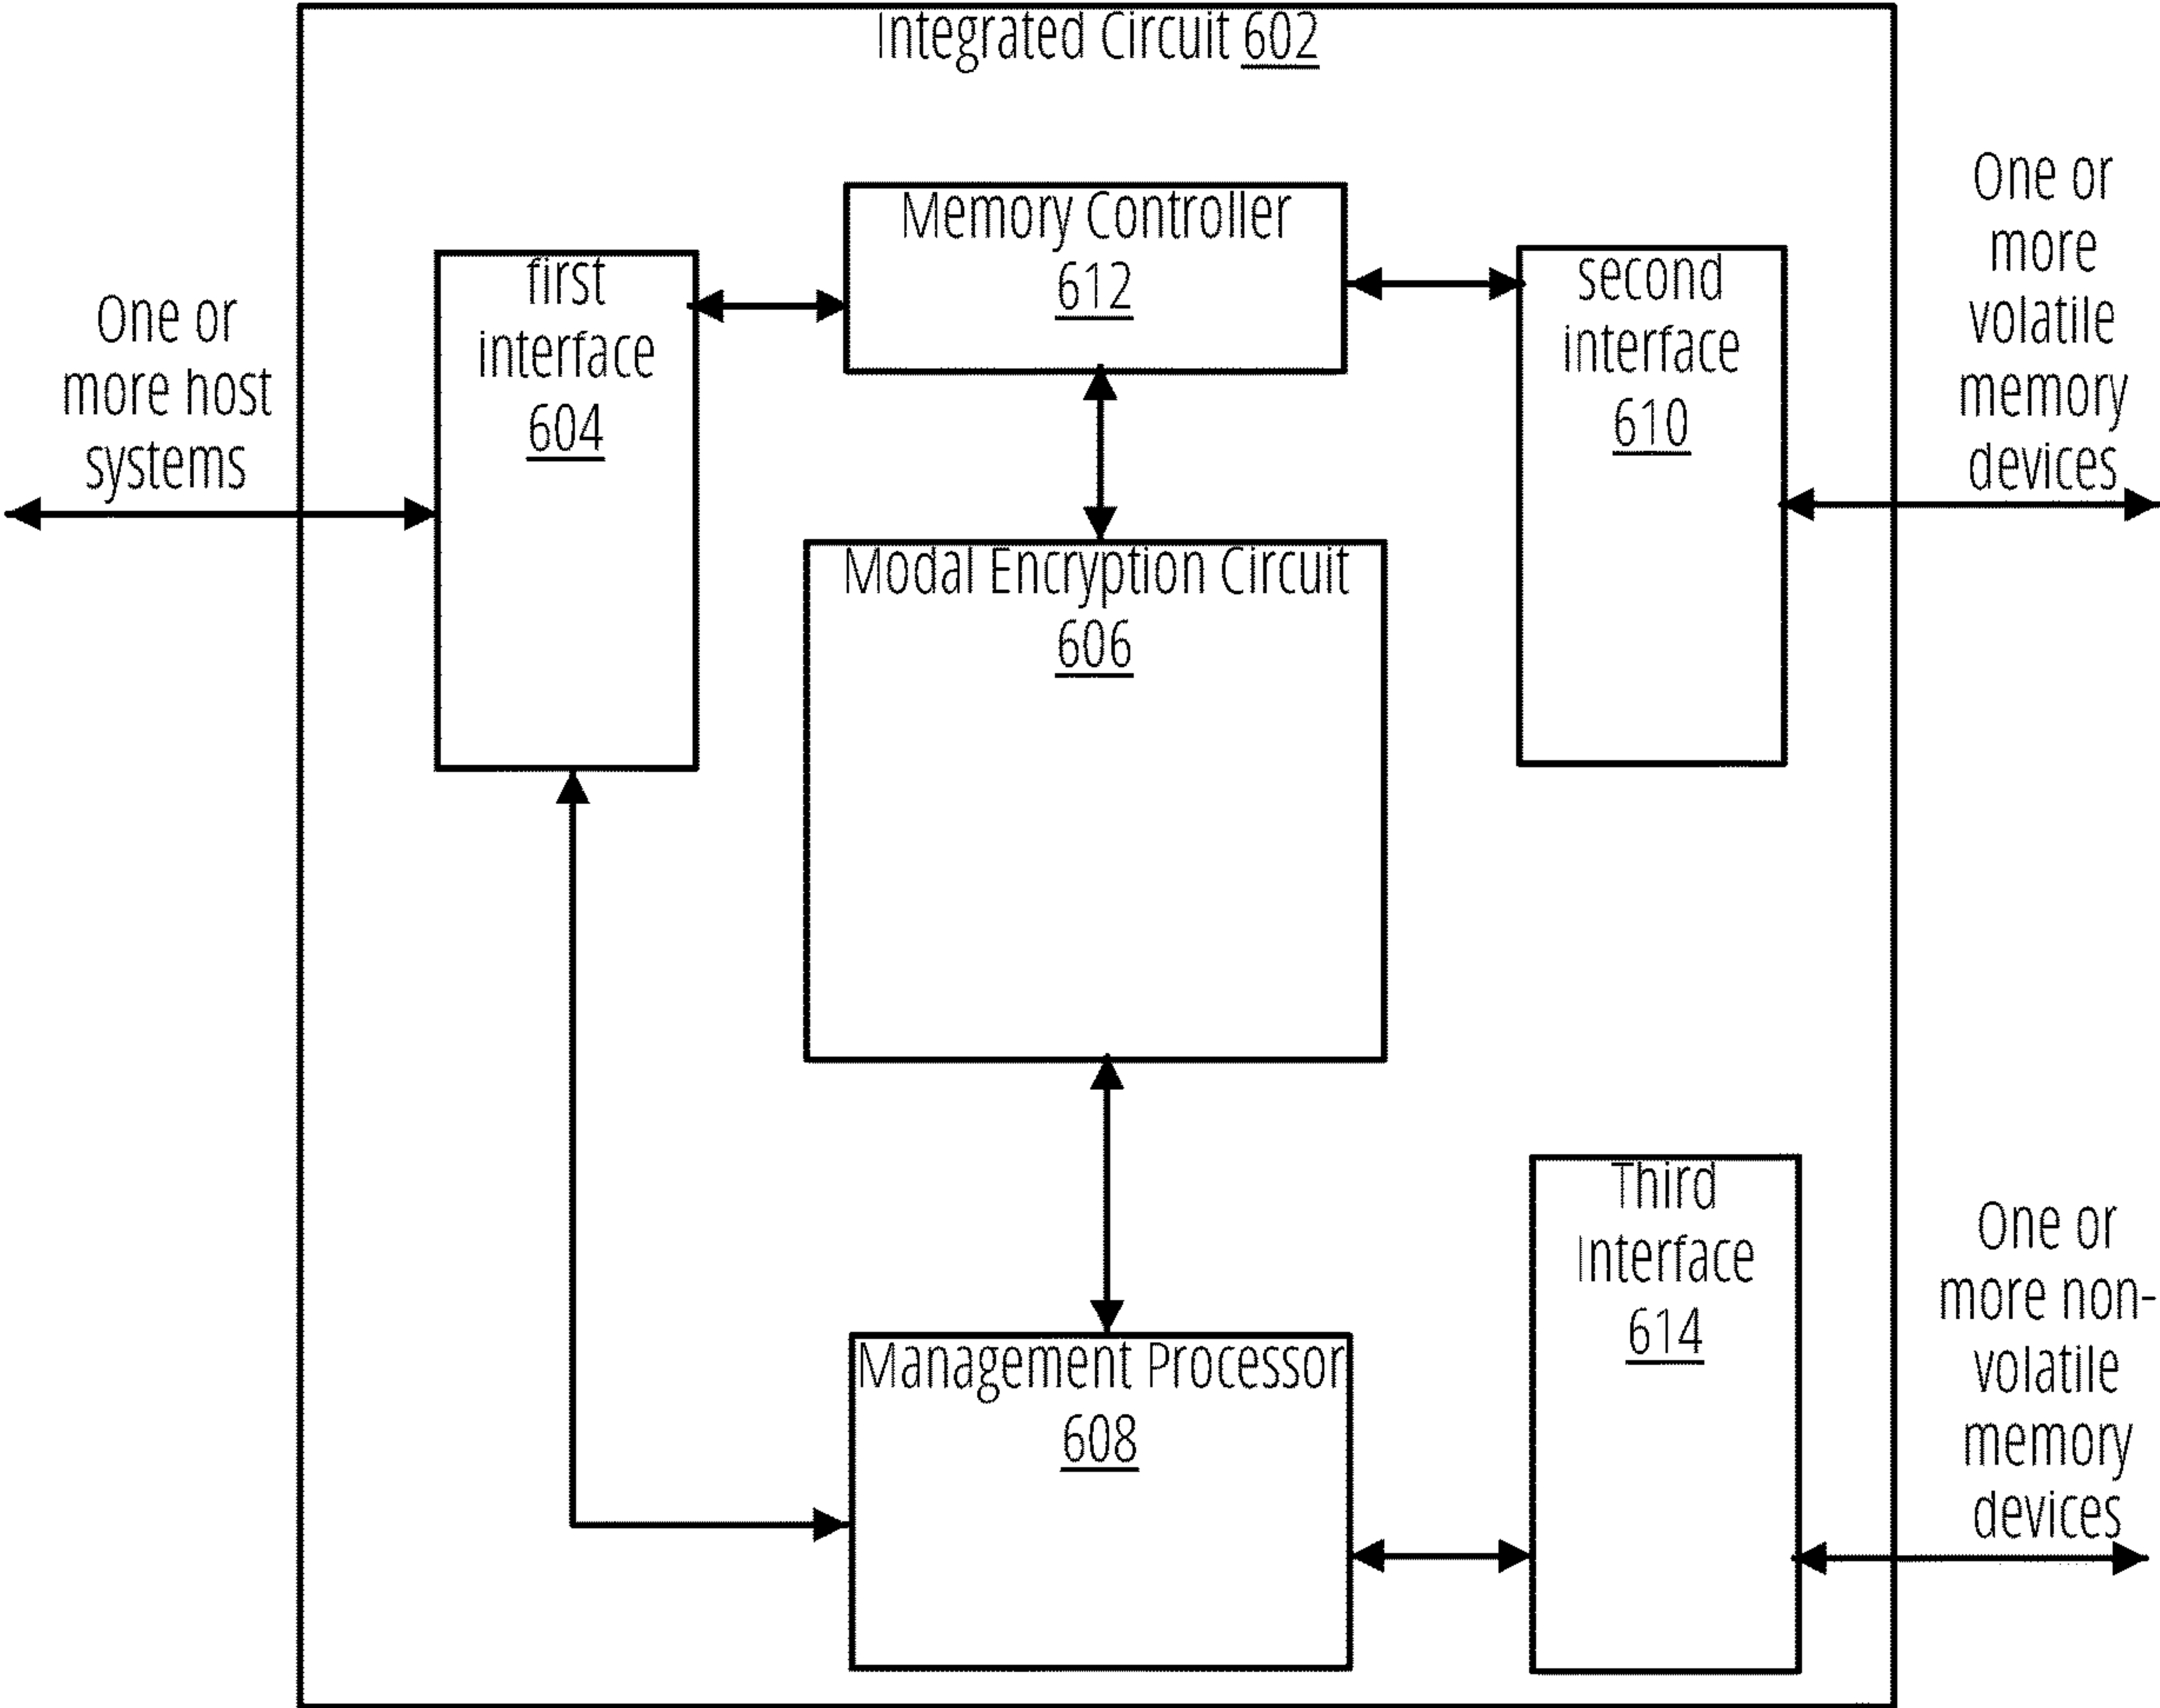 Integrated Circuit 602
One or
more host
systems
first
interface
604
Memory Controller
612
second
interface
610
One or
more
volatile
memory
devices
Modal Encryption Circuit
606
Management Processor
608
Third
Interface
614
One or
more non-
volatile
memory
devices